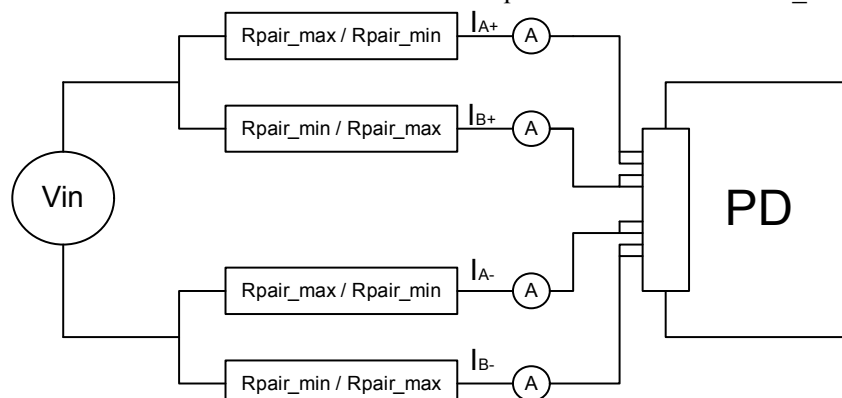 Rpair_max / Rpair_min IA+ A
Rpair_min / Rpair_max IB+ A
Vin
PD
Rpair_max / Rpair_min IA- A
Rpair_min / Rpair_max IB- A